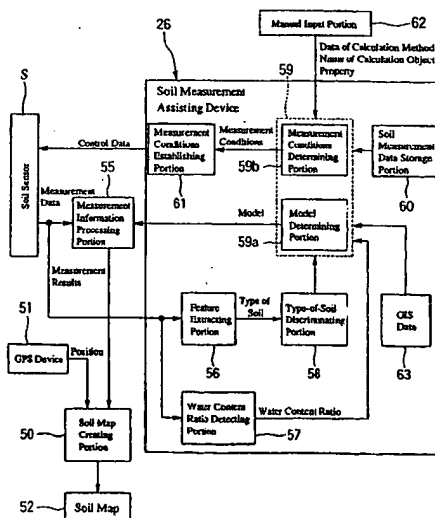 26
Manual Input Portion
62
Data of Calculation Method
Name of Calculation Object
Property
S
Soil Measurement
Assisting Device
59
Soil Sensor
Control Data
Measurement
Conditions
Establishing
Portion
61
Measurement
Conditions
Measurement
Conditions
Determining
Portion
59b
Soil
Measurement
Data Storage
Portion
60
55
Measurement
Data
Measurement
Information
Processing
Portion
Model
Model
Determining
Portion
59a
Measurement
Results
51
GPS Device
Position
Feature
Extracting
Portion
56
Type of
Soil
Type-of-Soil
Discriminating
Portion
58
GIS
Data
63
50
Soil Map
Creating
Portion
Water Content
Ratio Detecting
Portion
57
Water Content Ratio
52
Soil Map